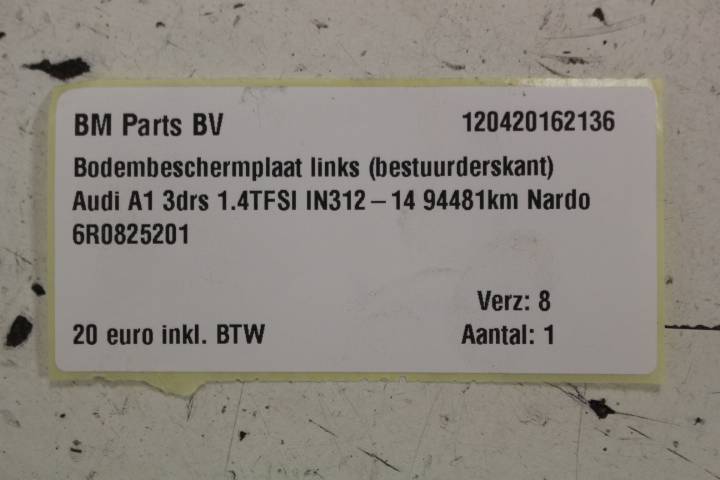 BM Parts BV 120420162136
Bodembeschermplaat links (bestuurderskant)
Audi A1 3drs 1.4TFSI IN312-14 94481km Nardo
6R0825201
Verz: 8
20 euro inkl. BTW Aantal: 1